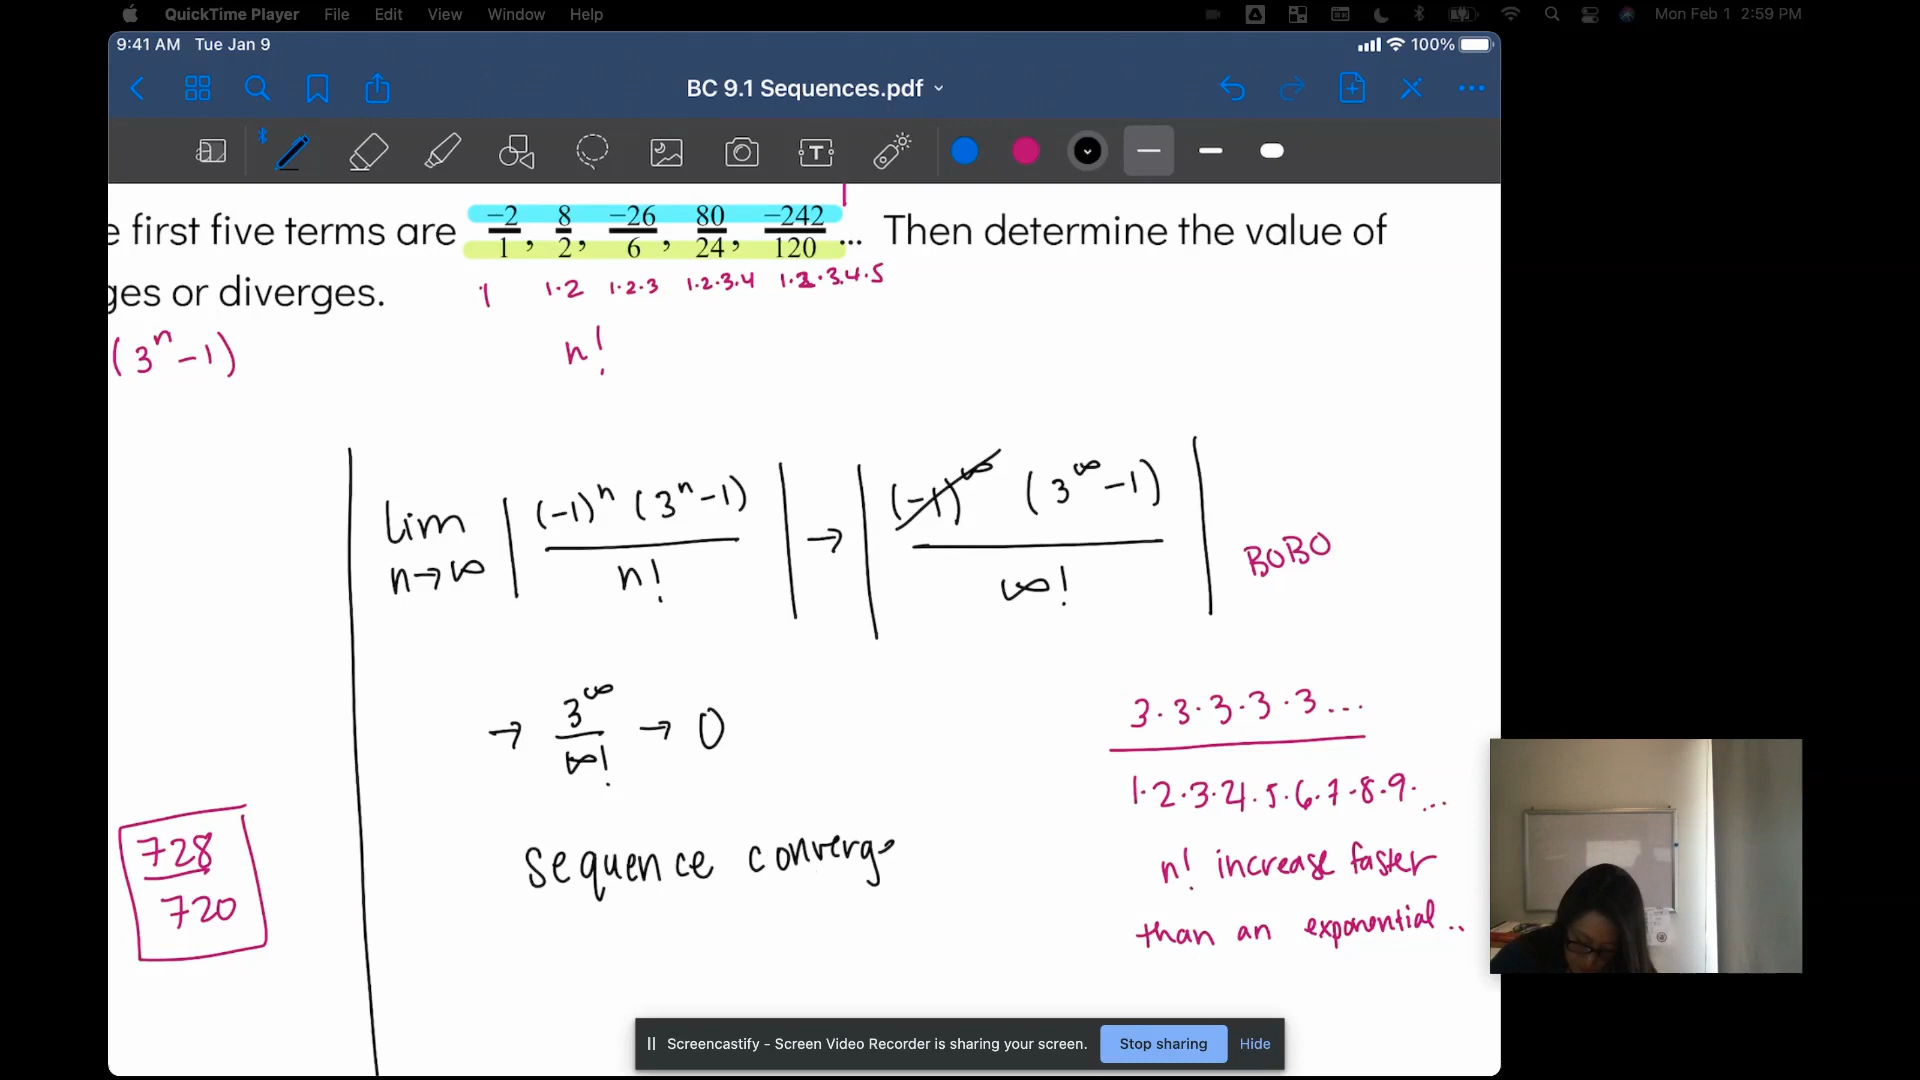 QuickTime Player File Edit View Window Help Mon Feb 1 2:59 PM
9:41 AM Tue Jan 9 100%
BC 9.1 Sequences.pdf
T
e first five terms are -2/1, 8/2, -26/6, 80/24, -242/120 ... Then determine the value of
1 1·2 1·2·3 1·2·3·4 1·2·3·4·5
ges or diverges.
(3^n -1) n!
lim n→∞ | (-1)^n (3^n -1) / n! | → | (-1)^∞ (3^∞ -1) / ∞! | BOBO
→ 3^∞ / ∞! → 0
3·3·3·3·3...
1·2·3·4·5·6·7·8·9· ...
728
720
sequence converge
n! increase faster
than an exponential ..
Screencastify - Screen Video Recorder is sharing your screen. Stop sharing Hide